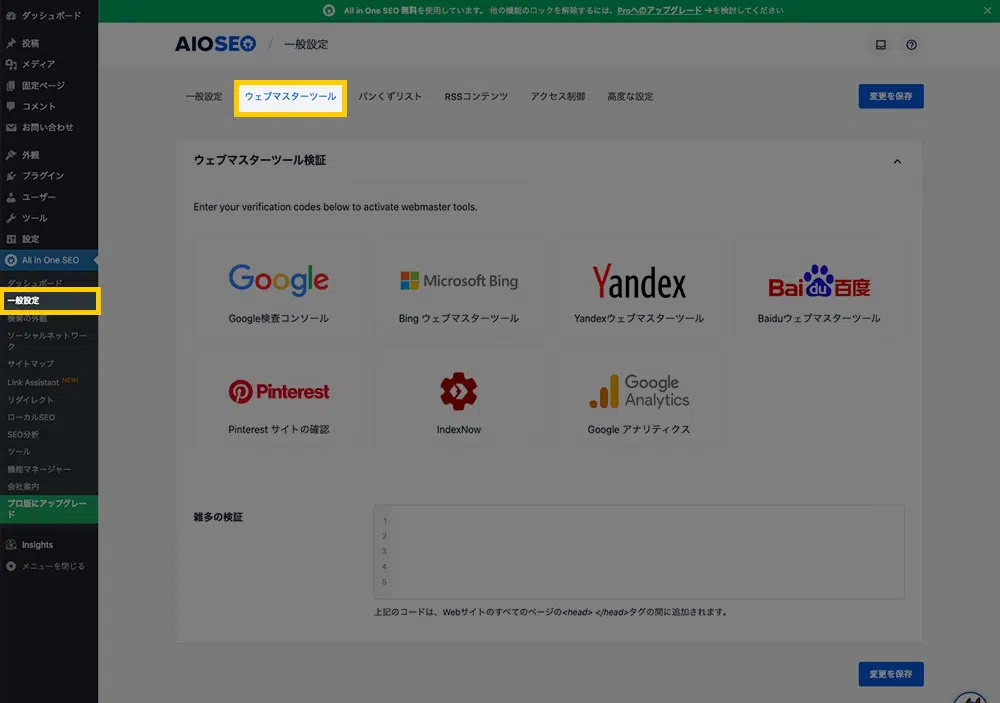 All in One SEO 無料を使用しています。 他の機能のロックを解除するには、Proへのアップグレード →を検討してください
ダッシュボード
投稿
メディア
固定ページ
コメント
お問い合わせ
外観
プラグイン
ユーザー
ツール
設定
All in One SEO
ダッシュボード
一般設定
検索の外観
ソーシャルネットワー
ク
サイトマップ
Link Assistant NEW!
リダイレクト
ローカルSEO
SEO分析
ツール
機能マネージャー
会社案内
プロ版にアップグレー
ド
Insights
メニューを閉じる
AIOSEO / 一般設定
一般設定 ウェブマスターツール パンくずリスト RSSコンテンツ アクセス制御 高度な設定 変更を保存
ウェブマスターツール検証
Enter your verification codes below to activate webmaster tools.
Google Microsoft Bing Yandex Bai du 百度
Google検査コンソール Bing ウェブマスターツール Yandexウェブマスターツール Baiduウェブマスターツール
Pinterest Google Analytics
Pinterest サイトの確認 IndexNow Google アナリティクス
雑多の検証
1
2
3
4
5
上記のコードは、Webサイトのすべてのページの<head> </head>タグの間に追加されます。
変更を保存